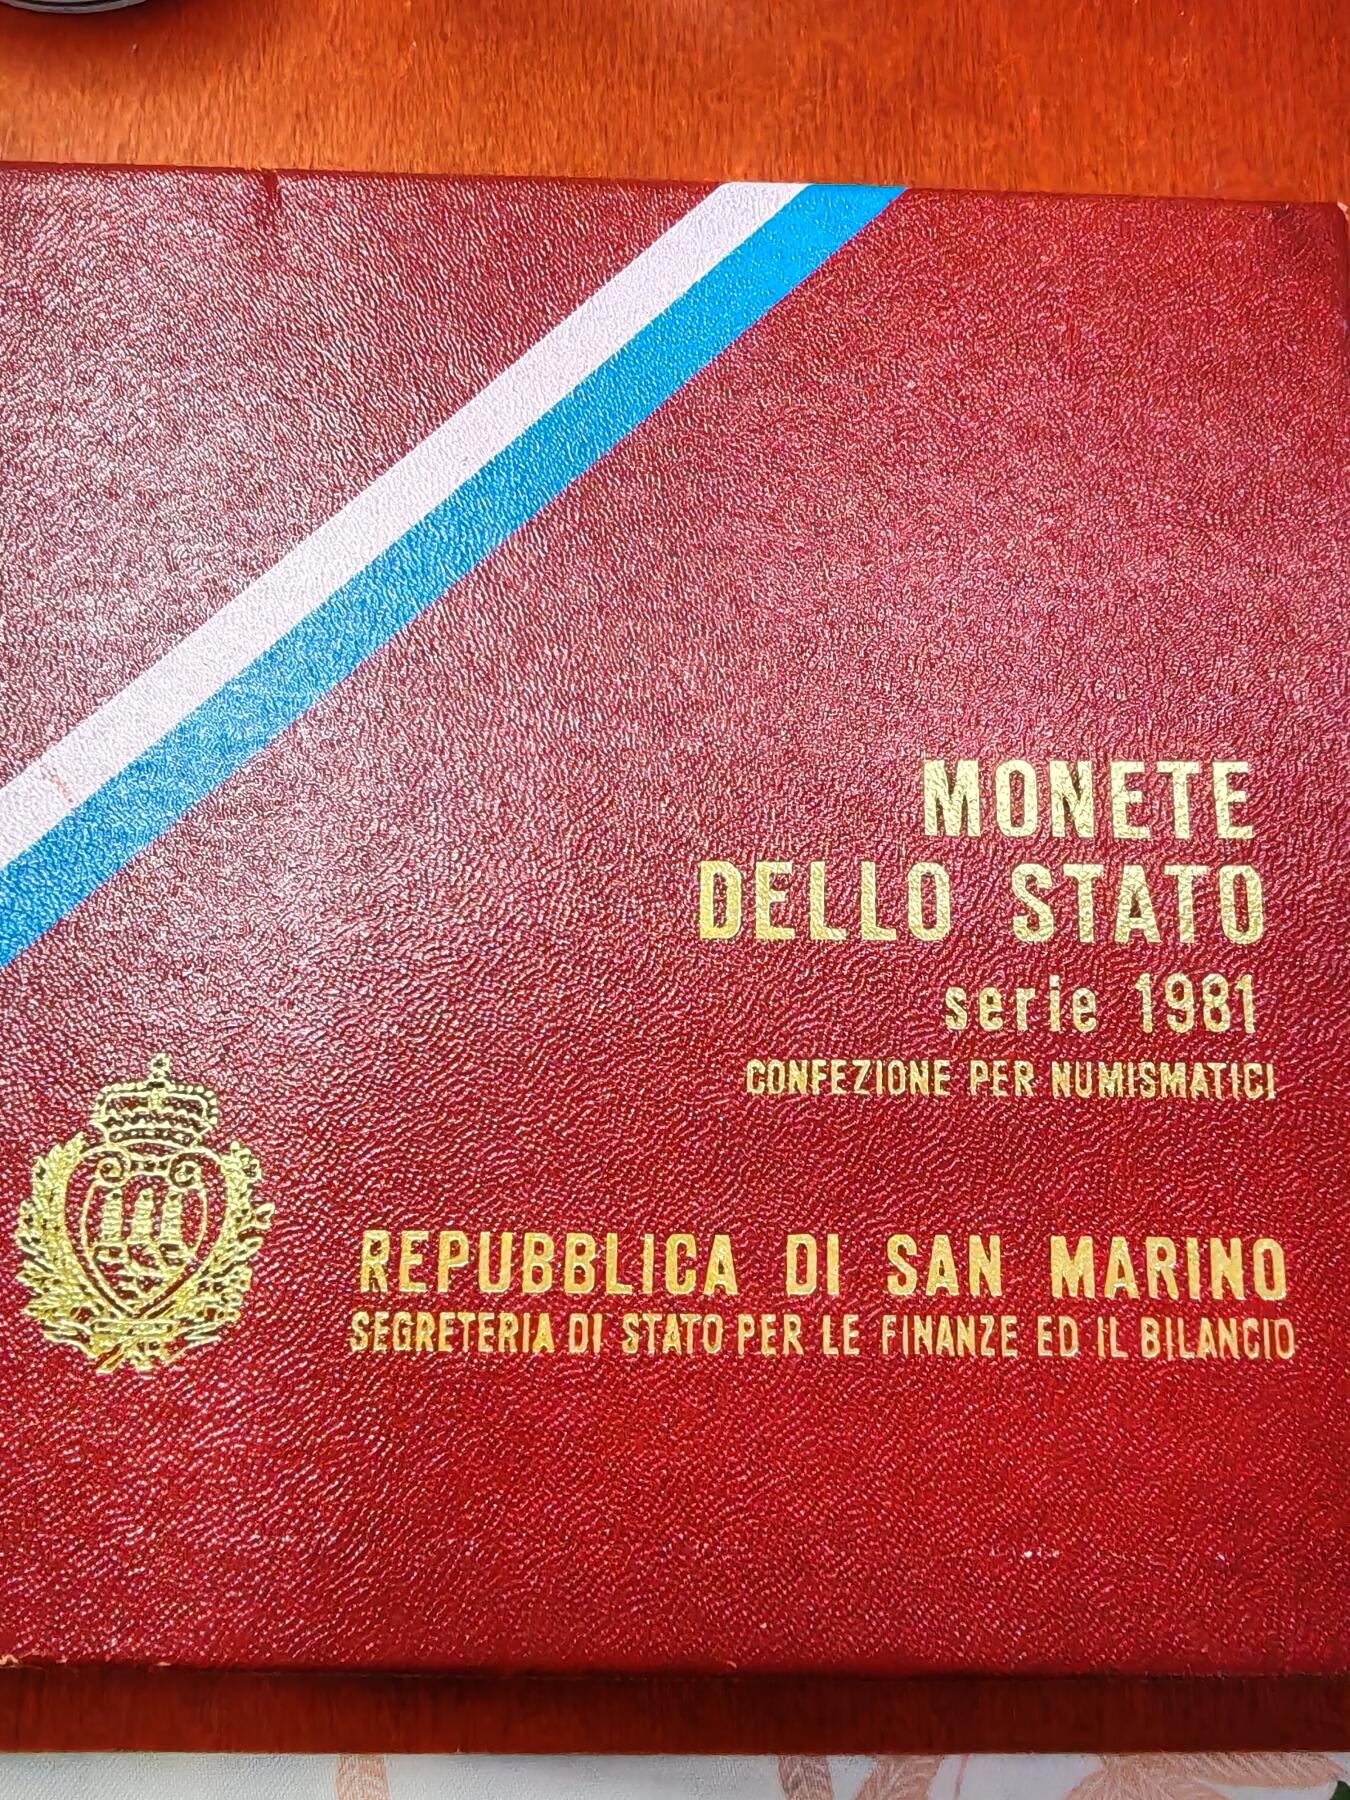 MONETE
DELLO STATO
serie 1981
CONFEZIONE PER NUMISMATICI
REPUBBLICA DI SAN MARINO
SEGRETERIA DI STATO PER LE FINANZE ED IL BILANCIO